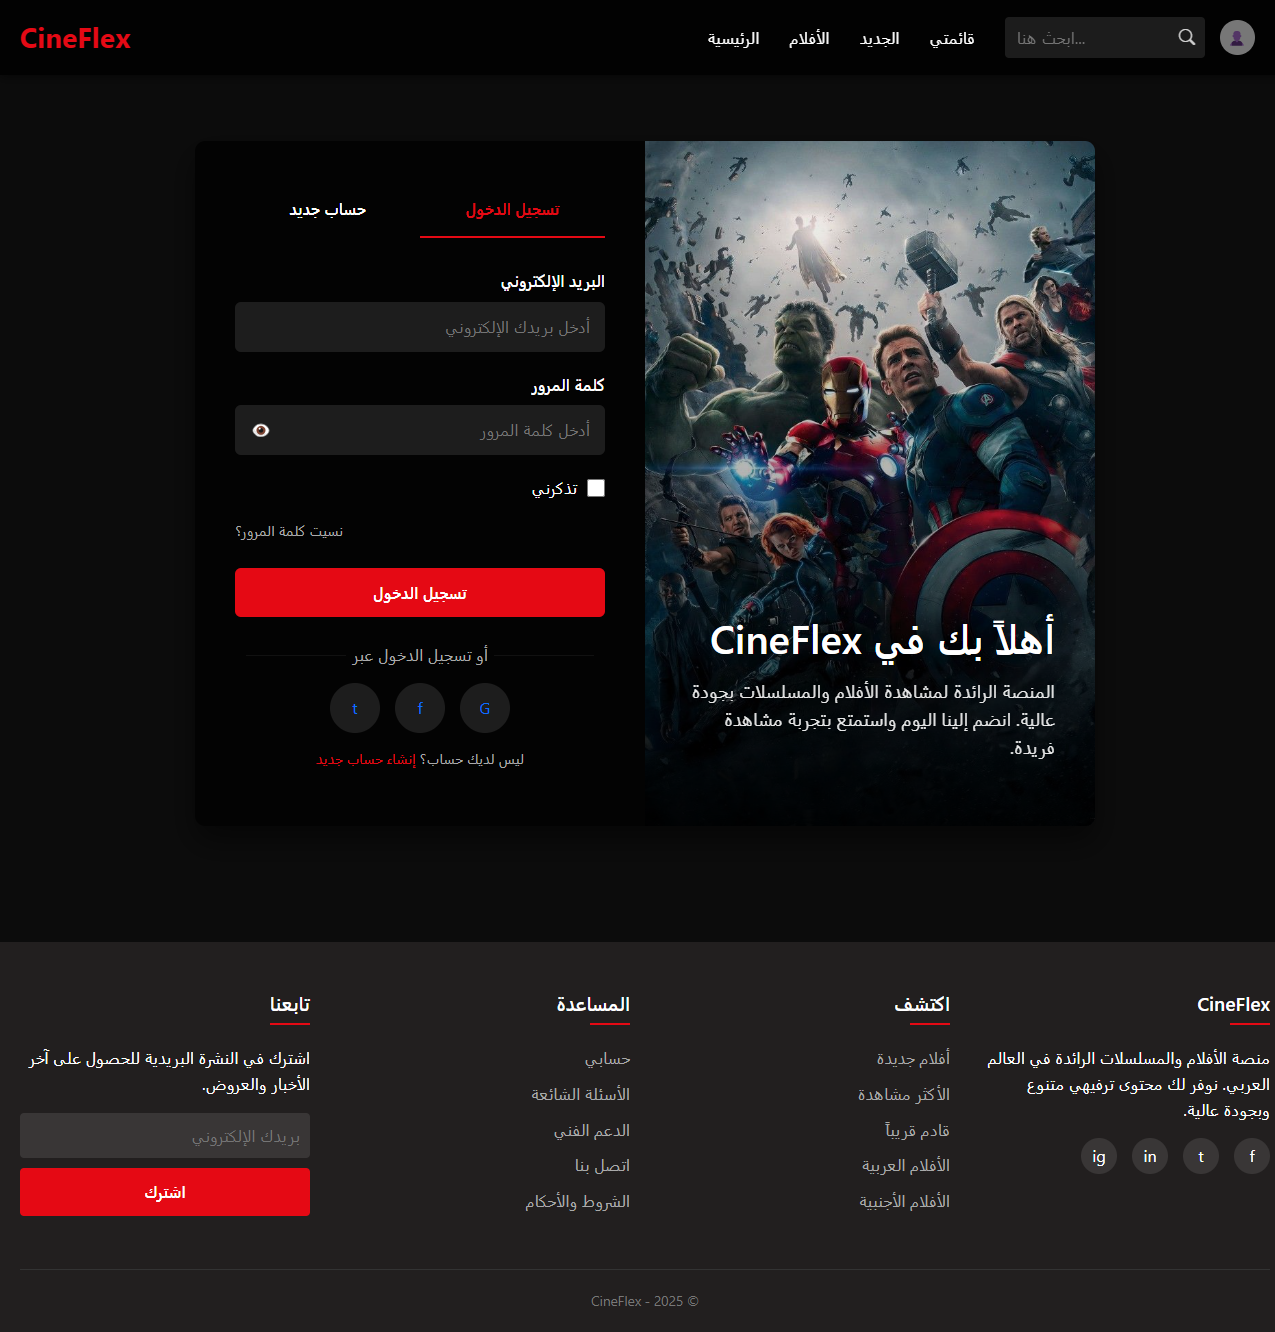 CineFlex
الرئيسية
الأفلام
الجديد
قائمتي
ابحث هنا...
تسجيل الدخول
حساب جديد
البريد الإلكتروني
أدخل بريدك الإلكتروني
كلمة المرور
أدخل كلمة المرور
تذكرني
نسيت كلمة المرور؟
تسجيل الدخول
أو تسجيل الدخول عبر
G
f
t
ليس لديك حساب؟ إنشاء حساب جديد
أهلاً بك في CineFlex
المنصة الرائدة لمشاهدة الأفلام والمسلسلات بجودة
عالية. انضم إلينا اليوم واستمتع بتجربة مشاهدة
فريدة.
CineFlex
منصة الأفلام والمسلسلات الرائدة في العالم
العربي. نوفر لك محتوى ترفيهي متنوع
وبجودة عالية.
f
t
in
ig
اكتشف
أفلام جديدة
الأكثر مشاهدة
قادم قريباً
الأفلام العربية
الأفلام الأجنبية
المساعدة
حسابي
الأسئلة الشائعة
الدعم الفني
اتصل بنا
الشروط والأحكام
تابعنا
اشترك في النشرة البريدية للحصول على آخر
الأخبار والعروض.
بريدك الإلكتروني
اشترك
CineFlex - 2025 ©